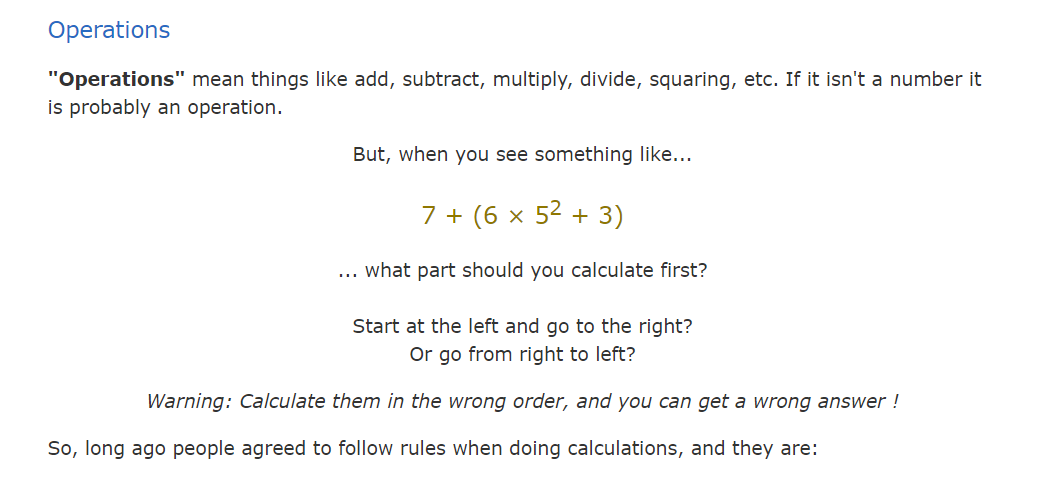 Operations
"Operations" mean things like add, subtract, multiply, divide, squaring, etc. If it isn't a number it
is probably an operation.
But, when you see something like...
7 + (6 × 5² + 3)
... what part should you calculate first?
Start at the left and go to the right?
Or go from right to left?
Warning: Calculate them in the wrong order, and you can get a wrong answer !
So, long ago people agreed to follow rules when doing calculations, and they are: